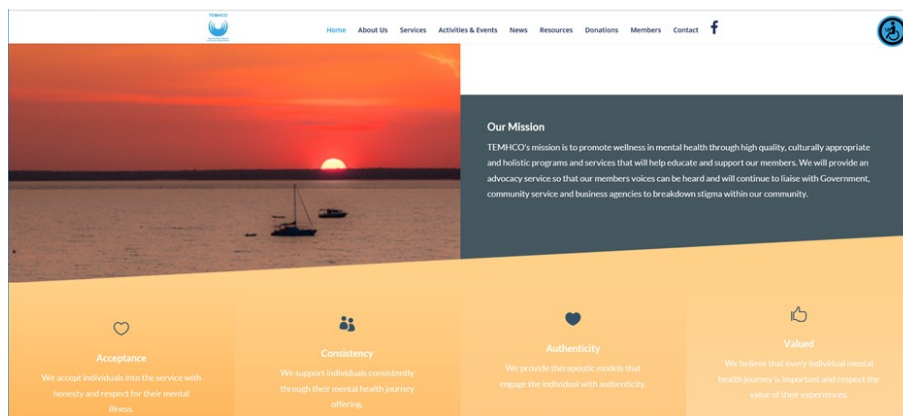 TEMHCO
Home About Us Services Activities & Events News Resources Donations Members Contact
Our Mission
TEMHCO's mission is to promote wellness in mental health through high quality, culturally appropriate
and holistic programs and services that will help educate and support our members. We will provide an
advocacy service so that our members voices can be heard and will continue to liaise with Government,
community service and business agencies to breakdown stigma within our community.
Acceptance
We accept individuals into the service with
honesty and respect for their mental
illness.
Consistency
We support individuals consistently
through their mental health journey
offering.
Authenticity
We provide therapeutic models that
engage the individual with authenticity
Valued
We believe that every individual mental
health journey is important and respect the
value of their experiences.